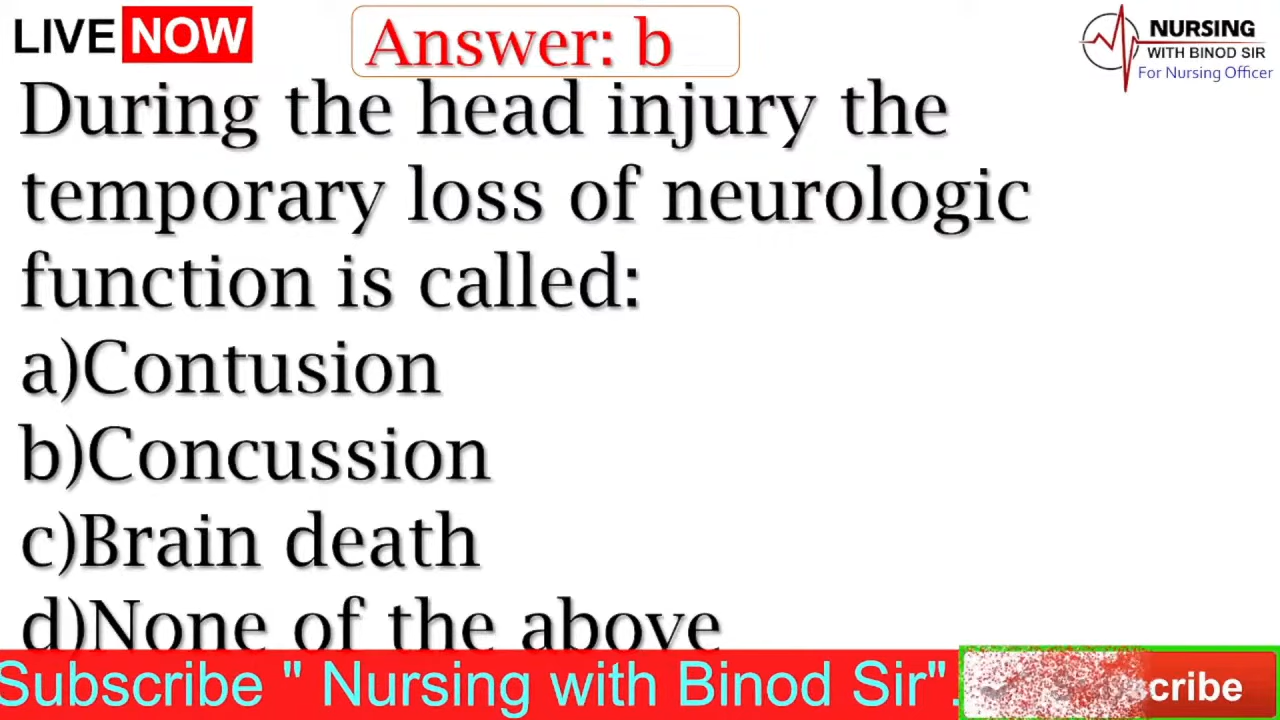 LIVE NOW
Answer: b
NURSING
WITH BINOD SIR
For Nursing Officer
During the head injury the
temporary loss of neurologic
function is called:
a)Contusion
b)Concussion
c)Brain death
d)None of the above
Subscribe " Nursing with Binod Sir".
cribe